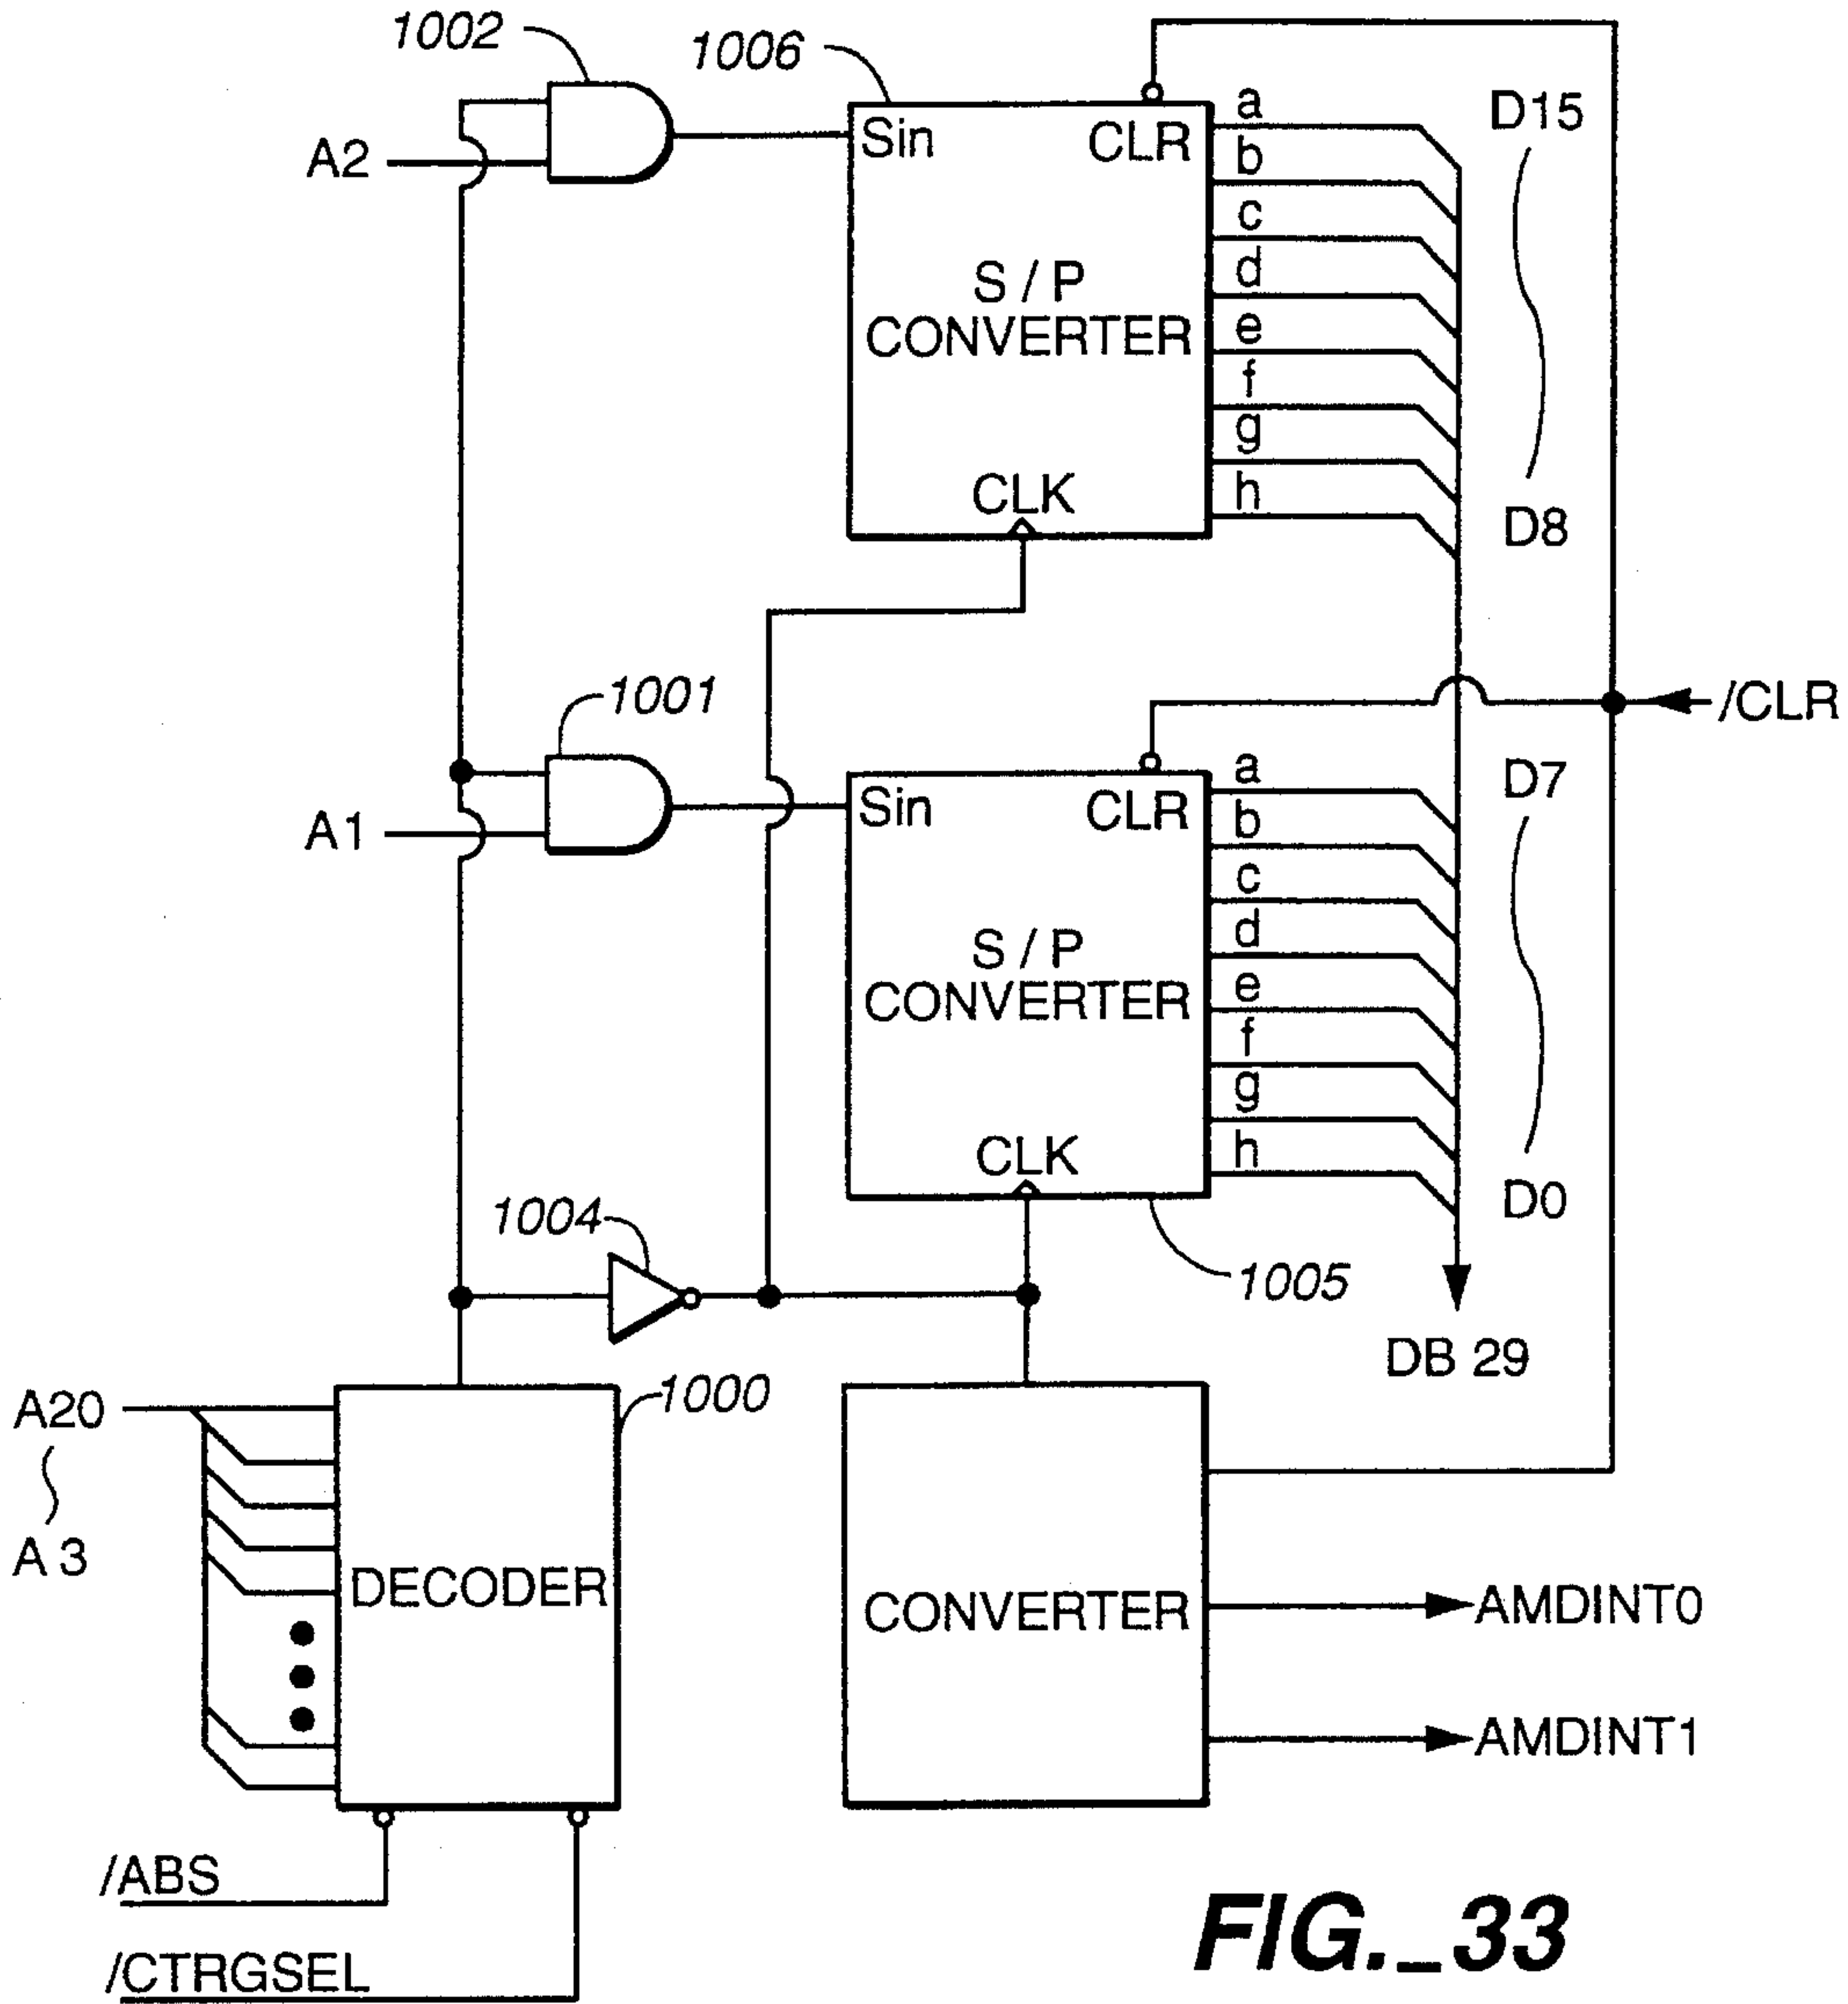 1002
1006
A2
Sin
CLR
a
b
c
d
e
f
g
h
S / P
CONVERTER
CLK
D15
D8
1001
A1
/CLR
Sin
CLR
a
b
c
d
e
f
g
h
S / P
CONVERTER
CLK
D7
D0
1004
1005
DB 29
A20
A 3
1000
DECODER
CONVERTER
AMDINT0
AMDINT1
/ABS
/CTRGSEL
FIG._33